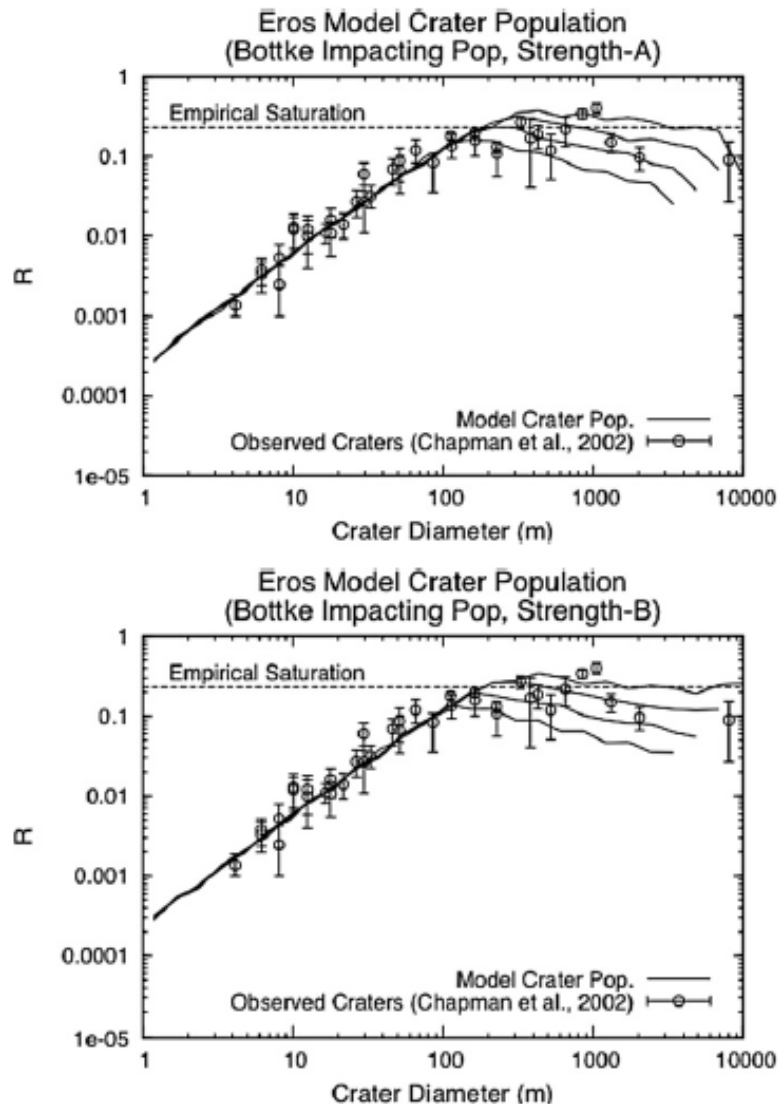 Eros Model Crater Population
(Bottke Impacting Pop, Strength-A)
1
Empirical Saturation
0.1
0.01
R
0.001
0.0001
Model Crater Pop.
Observed Craters (Chapman et al., 2002)
1e-05
1 10 100 1000 10000
Crater Diameter (m)
Eros Model Crater Population
(Bottke Impacting Pop, Strength-B)
1
Empirical Saturation
0.1
0.01
R
0.001
0.0001
Model Crater Pop.
Observed Craters (Chapman et al., 2002)
1e-05
1 10 100 1000 10000
Crater Diameter (m)